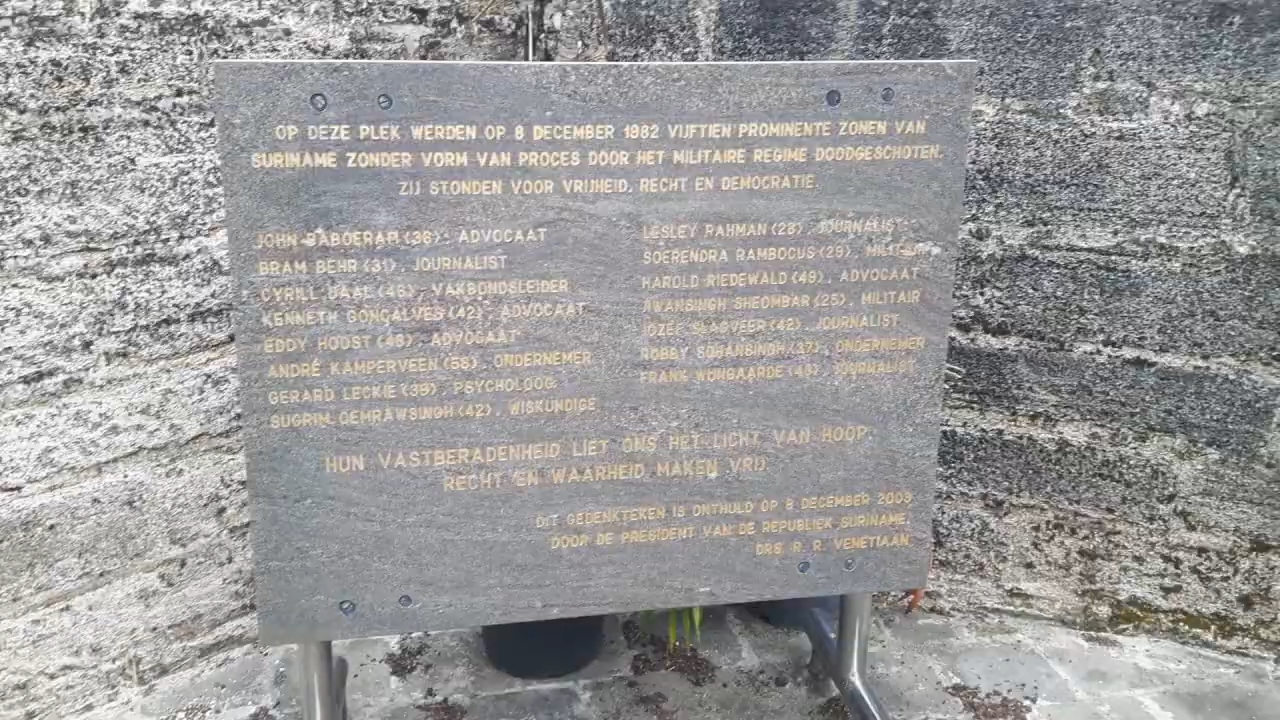 OP DEZE PLEK WERDEN OP 8 DECEMBER 1982 VIJFTIEN PROMINENTE ZONEN VAN
SURINAME ZONDER VORM VAN PROCES DOOR HET MILITAIRE REGIME DOODGESCHOTEN.
ZIJ STONDEN VOOR VRIJHEID, RECHT EN DEMOCRATIE.
JOHN BABOERAM (36), ADVOCAAT
BRAM BEHR (31), JOURNALIST
CYRILL DAAL (46), VAKBONDSLEIDER
KENNETH GONÇALVES (42), ADVOCAAT
EDDY HOOST (48), ADVOCAAT
ANDRÉ KAMPERVEEN (58), ONDERNEMER
GERARD LECKIE (39), PSYCHOLOOG
SUGRIM OEMRAWSINGH (42), WISKUNDIGE
LESLEY RAHMAN (28), JOURNALIST
SOERENDRA RAMBOCUS (29), MILITAIR
HAROLD RIEDEWALD (49), ADVOCAAT
JIWANSINGH SHEOMBAR (25), MILITAIR
JOZEF SLAGVEER (42), JOURNALIST
ROBBY SOHANSINGH (37), ONDERNEMER
FRANK WIJNGAARDE (43), JOURNALIST
HUN VASTBERADENHEID LIET ONS HET LICHT VAN HOOP.
RECHT EN WAARHEID MAKEN VRIJ
DIT GEDENKTEKEN IS ONTHULD OP 8 DECEMBER 2009
DOOR DE PRESIDENT VAN DE REPUBLIEK SURINAME,
DRS. R. R. VENETIAAN